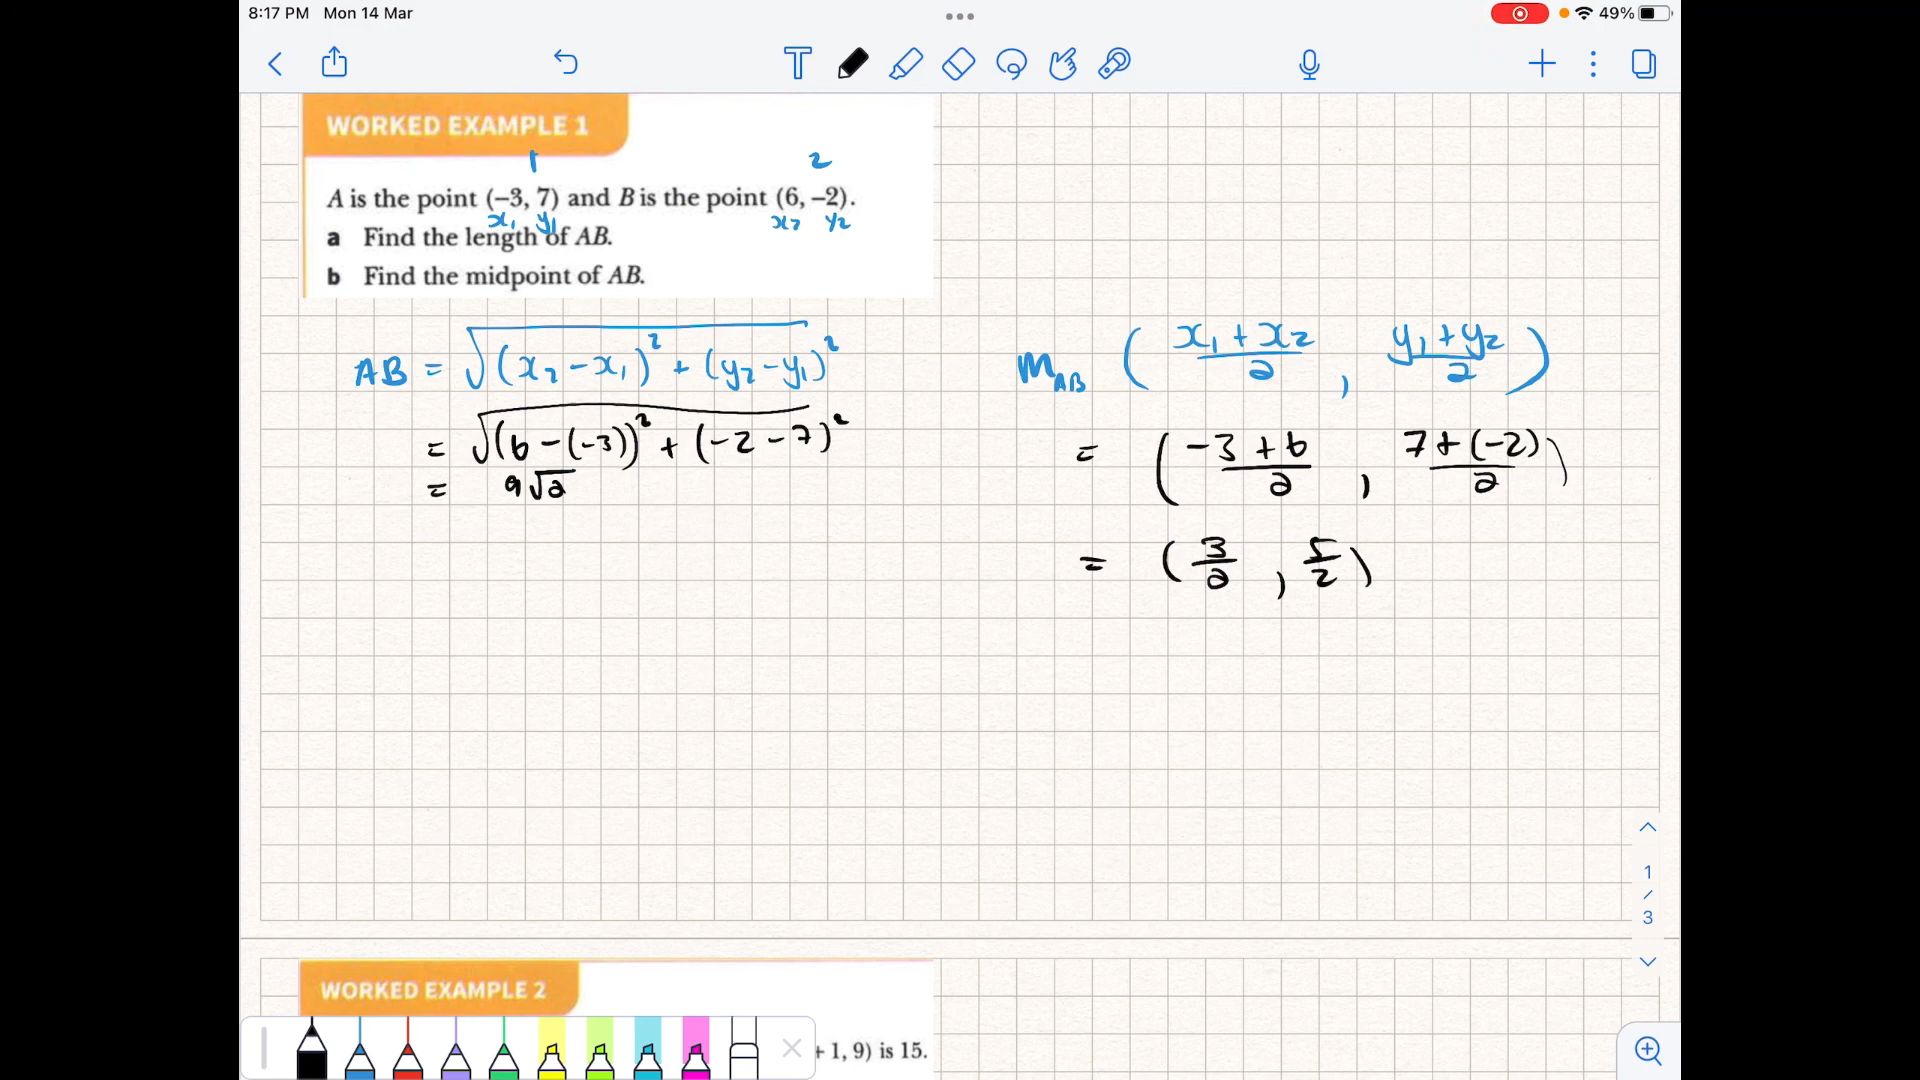 8:17 PM Mon 14 Mar
49%
WORKED EXAMPLE 1
1 2
A is the point (−3, 7) and B is the point (6, −2).
x₁ y₁ x₂ y₂
a Find the length of AB.
b Find the midpoint of AB.
AB = √(x₂ − x₁)² + (y₂ − y₁)²
= √(6 − (−3))² + (−2 − 7)²
= 9√2
M_AB (x₁ + x₂/2 , y₁ + y₂/2)
= (−3 + 6/2 , 7 + (−2)/2)
= (3/2 , 5/2)
1
/
3
WORKED EXAMPLE 2
+ 1, 9) is 15.